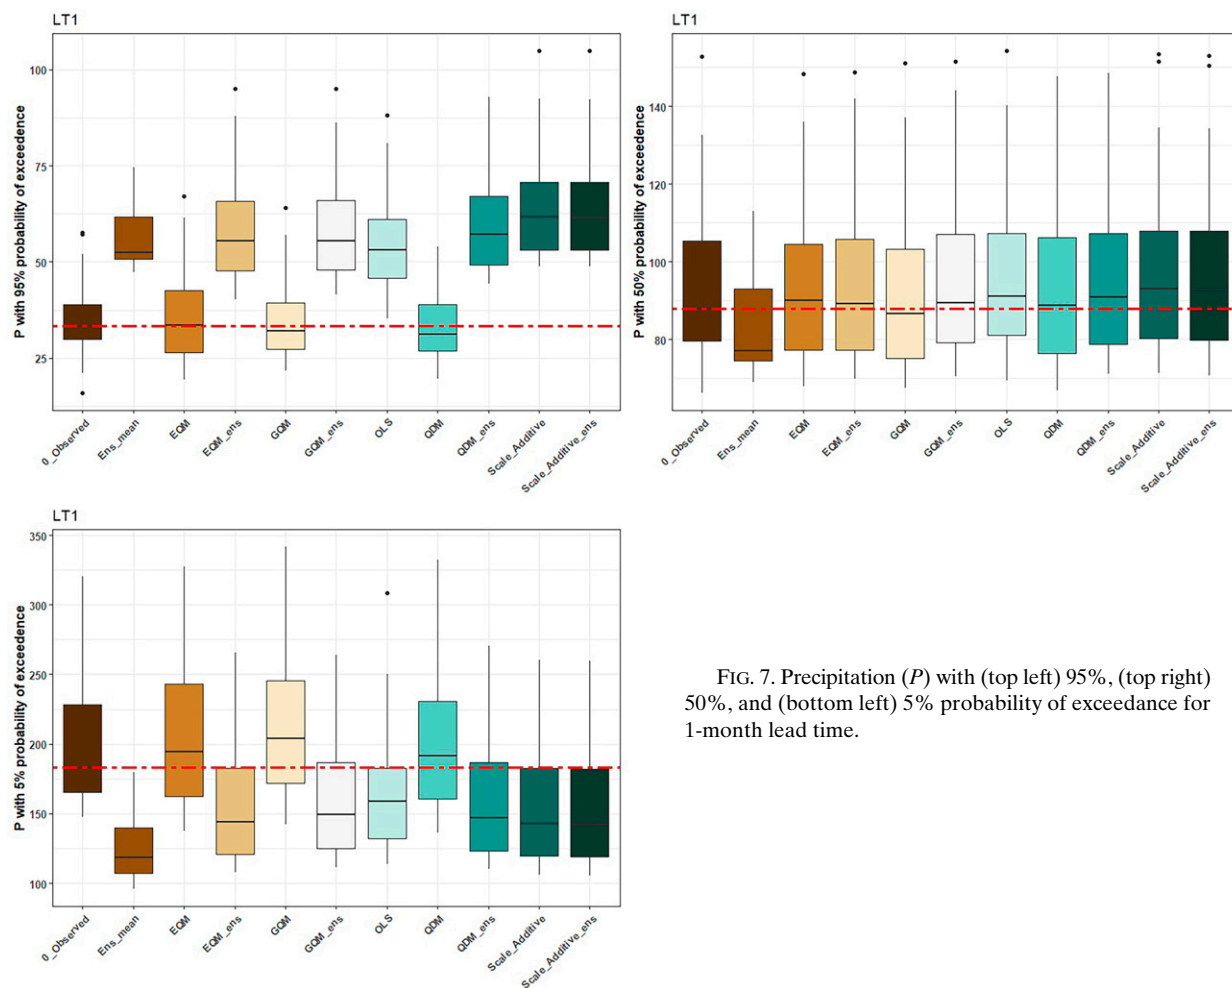 LT1
P with 95% probability of exceedence
100
75
50
25
0_Observed
Ens_mean
EQM
EQM_ens
GQM
GQM_ens
OLS
QDM
QDM_ens
Scale_Additive
Scale_Additive_ens
LT1
P with 50% probability of exceedence
140
120
100
80
0_Observed
Ens_mean
EQM
EQM_ens
GQM
GQM_ens
OLS
QDM
QDM_ens
Scale_Additive
Scale_Additive_ens
LT1
P with 5% probability of exceedence
350
300
250
200
150
100
0_Observed
Ens_mean
EQM
EQM_ens
GQM
GQM_ens
OLS
QDM
QDM_ens
Scale_Additive
Scale_Additive_ens
FIG. 7. Precipitation (P) with (top left) 95%, (top right)
50%, and (bottom left) 5% probability of exceedance for
1-month lead time.